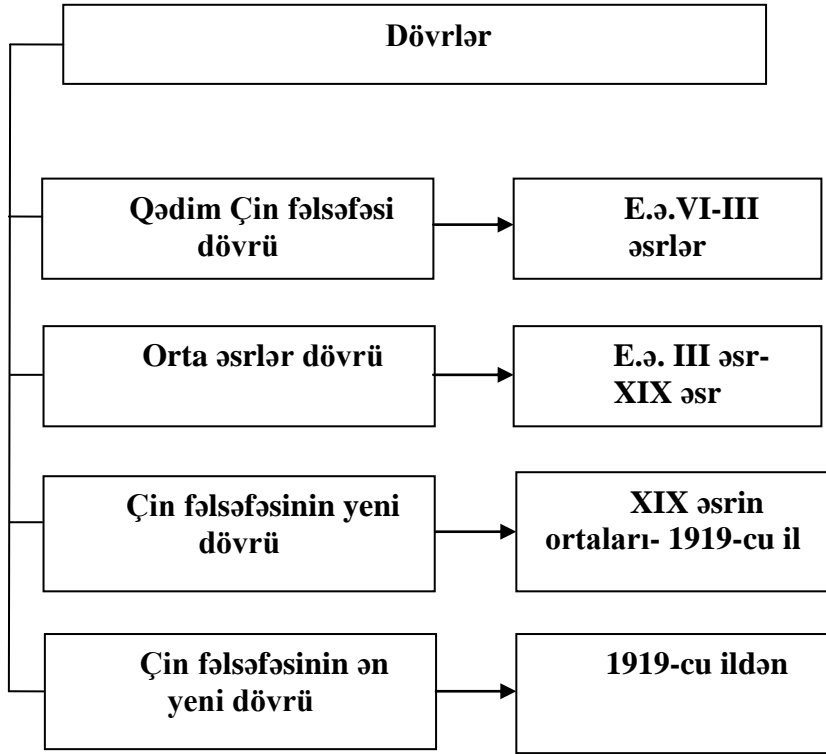 Dövrlər
Qədim Çin fəlsəfəsi
dövrü
E.ə.VI-III
əsrlər
Orta əsrlər dövrü
E.ə. III əsr-
XIX əsr
Çin fəlsəfəsinin yeni
dövrü
XIX əsrin
ortaları- 1919-cu il
Çin fəlsəfəsinin ən
yeni dövrü
1919-cu ildən